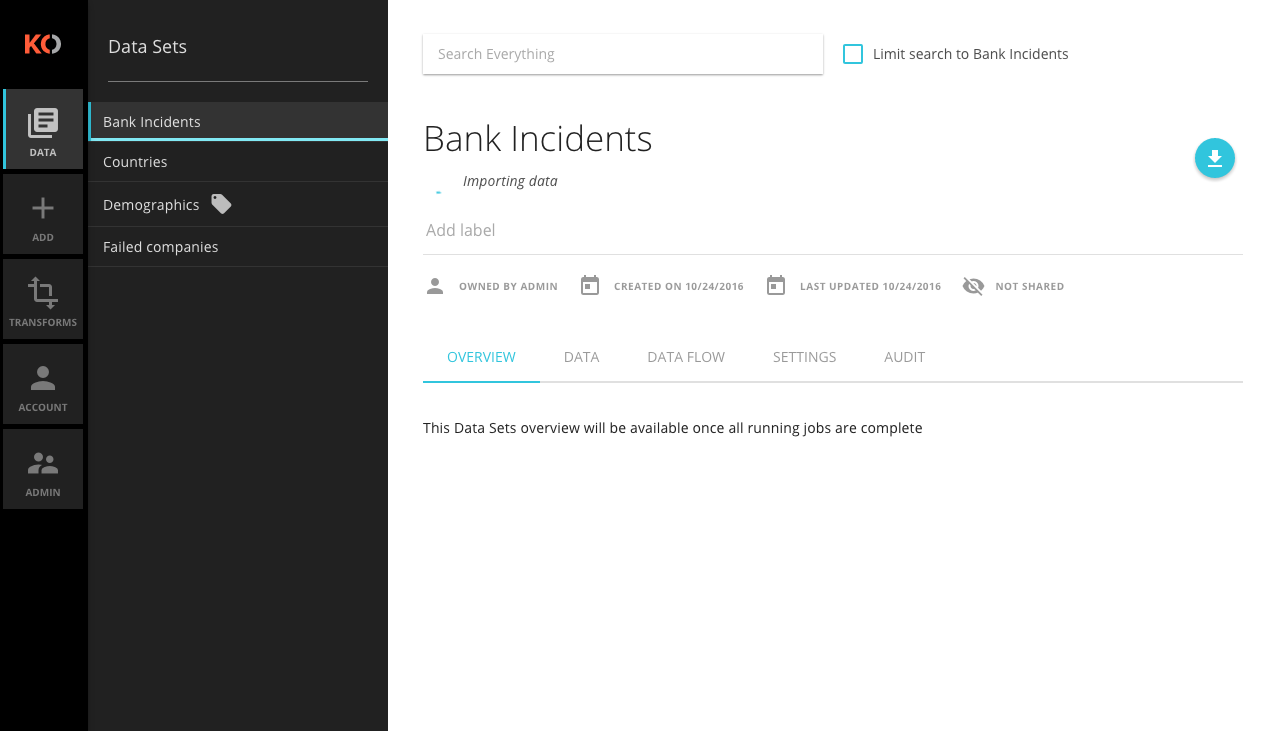 KO
DATA
ADD
TRANSFORMS
ACCOUNT
ADMIN
Data Sets
Bank Incidents
Countries
Demographics
Failed companies
Search Everything
Limit search to Bank Incidents
Bank Incidents
Importing data
Add label
OWNED BY ADMIN CREATED ON 10/24/2016 LAST UPDATED 10/24/2016 NOT SHARED
OVERVIEW DATA DATA FLOW SETTINGS AUDIT
This Data Sets overview will be available once all running jobs are complete